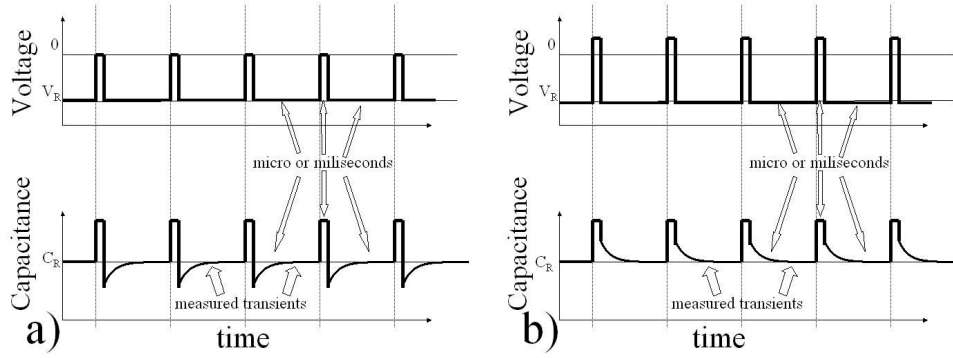 Voltage
0
V_R
micro or miliseconds
Capacitance
C_R
measured transients
a)
time
Voltage
0
V_R
micro or miliseconds
Capacitance
C_R
measured transients
b)
time